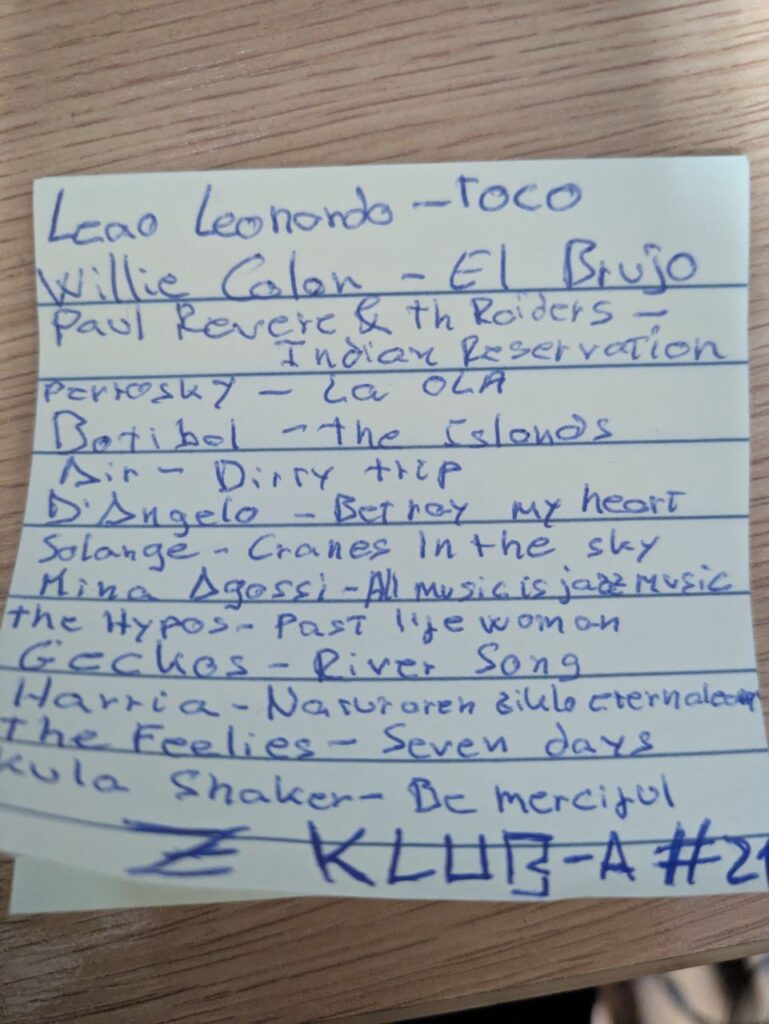 Leao Leonardo - Toco
Willie Colon - El Brujo
Paul Revere & th Raiders -
Indian Reservation
Perrosky - La OLA
Batibol - the Islands
Air - Dirty trip
D'Angelo - Betray my heart
Solange - Cranes in the sky
Mina Agossi - All music is jazz music
the Hypos - Past life woman
Geckos - River Song
Harria - Naturaren ziklo eternalean
The Feelies - Seven days
Kula Shaker - Be merciful
Z KLUB-A #2